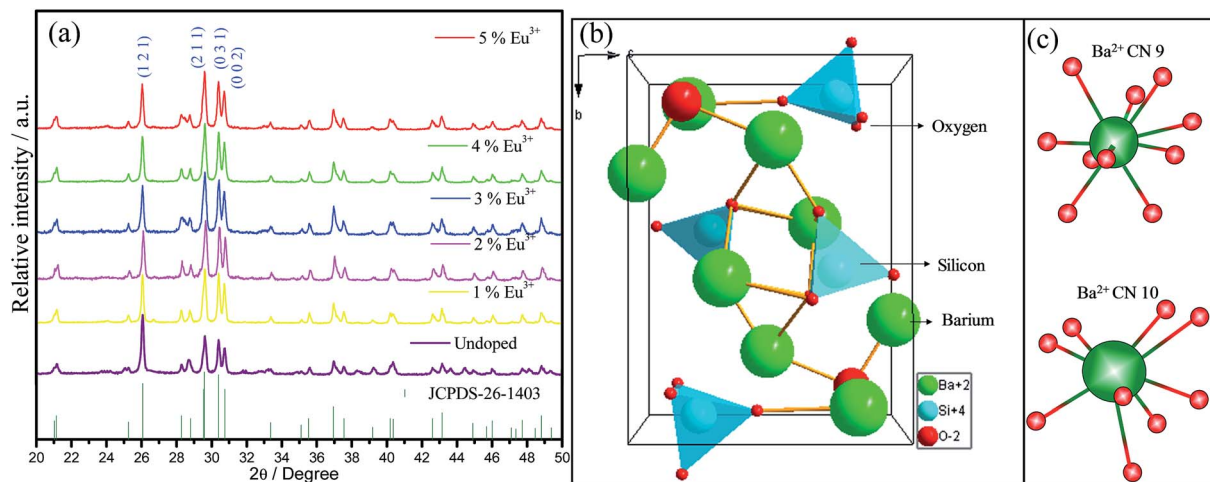 (a)
(1 2 1)
(2 1 1)
(0 3 1)
(0 0 2)
5 % Eu³⁺
4 % Eu³⁺
3 % Eu³⁺
2 % Eu³⁺
1 % Eu³⁺
Undoped
JCPDS-26-1403
Relative intensity / a.u.
20 22 24 26 28 30 32 34 36 38 40 42 44 46 48 50
2θ / Degree
(b)
c
b
Oxygen
Silicon
Barium
Ba+2
Si+4
O-2
(c)
Ba²⁺ CN 9
Ba²⁺ CN 10